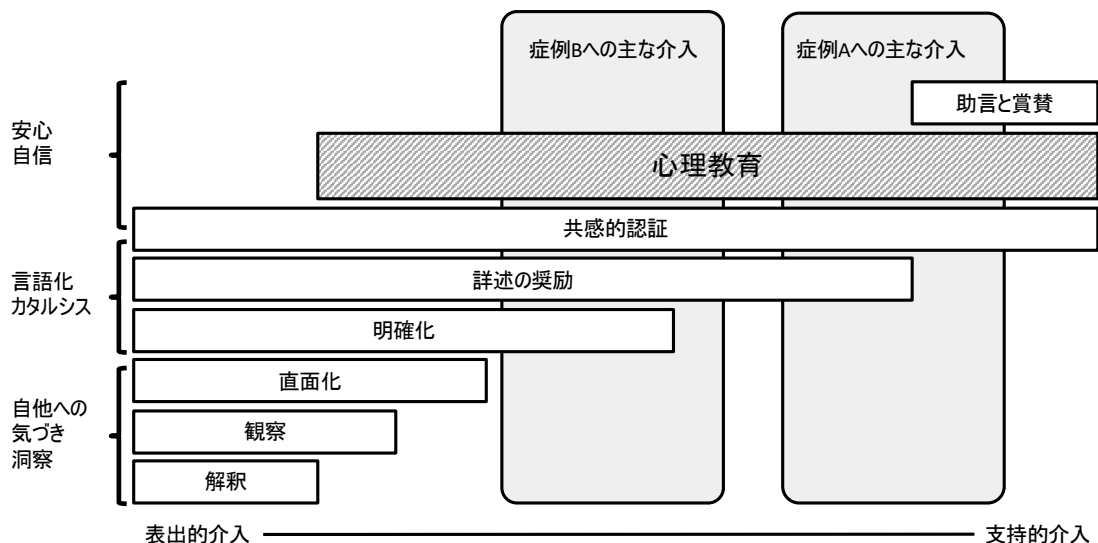 症例Bへの主な介入
症例Aへの主な介入
助言と賞賛
安心
自信
心理教育
共感的認証
言語化
カタルシス
詳述の奨励
明確化
直面化
自他への
気づき
洞察
観察
解釈
表出的介入
支持的介入